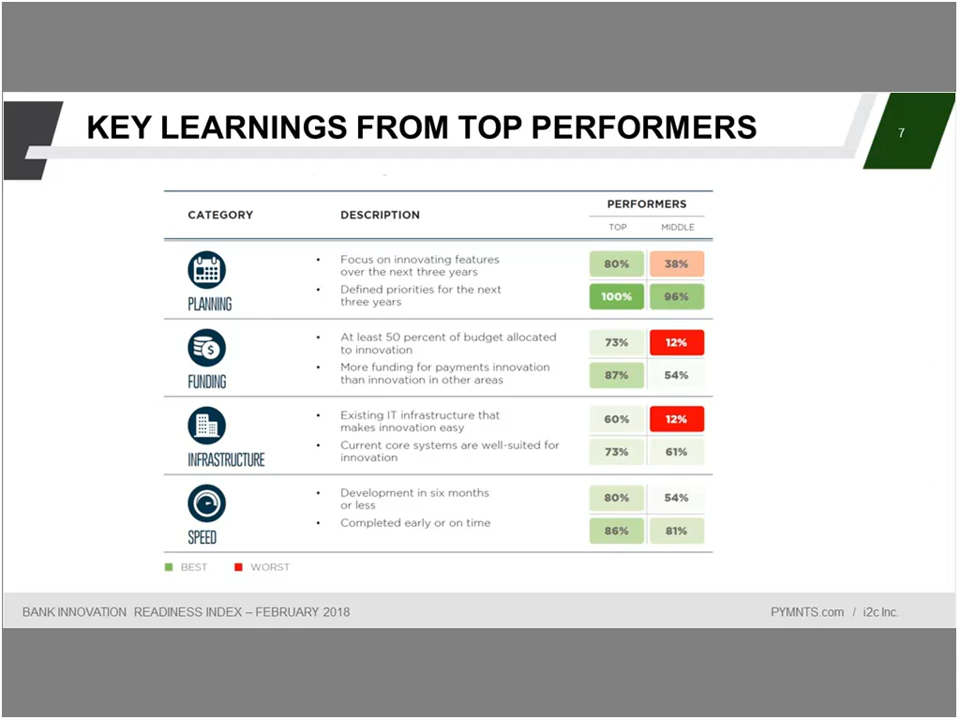 KEY LEARNINGS FROM TOP PERFORMERS
7
CATEGORY DESCRIPTION PERFORMERS
TOP MIDDLE
PLANNING
• Focus on innovating features
over the next three years
80% 38%
• Defined priorities for the next
three years
100% 96%
FUNDING
• At least 50 percent of budget allocated
to innovation
73% 12%
• More funding for payments innovation
than innovation in other areas
87% 54%
INFRASTRUCTURE
• Existing IT infrastructure that
makes innovation easy
60% 12%
• Current core systems are well-suited for
innovation
73% 61%
SPEED
• Development in six months
or less
80% 54%
• Completed early or on time
86% 81%
BEST WORST
BANK INNOVATION READINESS INDEX – FEBRUARY 2018
PYMNTS.com / i2c Inc.